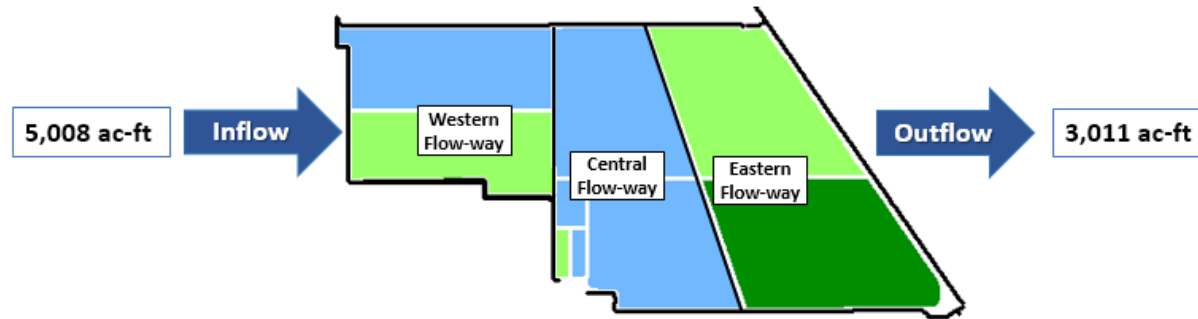 5,008 ac-ft
Inflow
Western
Flow-way
Central
Flow-way
Eastern
Flow-way
Outflow
3,011 ac-ft